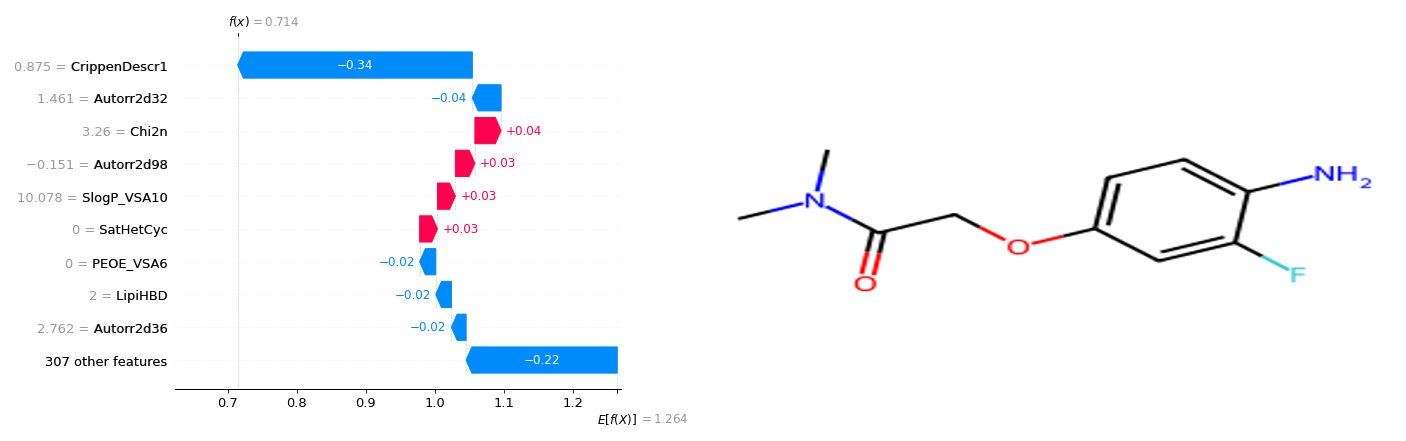 f(x) = 0.714
0.875 = CrippenDescr1
−0.34
1.461 = Autorr2d32
−0.04
3.26 = Chi2n
+0.04
−0.151 = Autorr2d98
+0.03
10.078 = SlogP_VSA10
+0.03
0 = SatHetCyc
+0.03
0 = PEOE_VSA6
−0.02
2 = LipiHBD
−0.02
2.762 = Autorr2d36
−0.02
307 other features
−0.22
0.7 0.8 0.9 1.0 1.1 1.2
E[f(X)] = 1.264
N
O
O
NH2
F